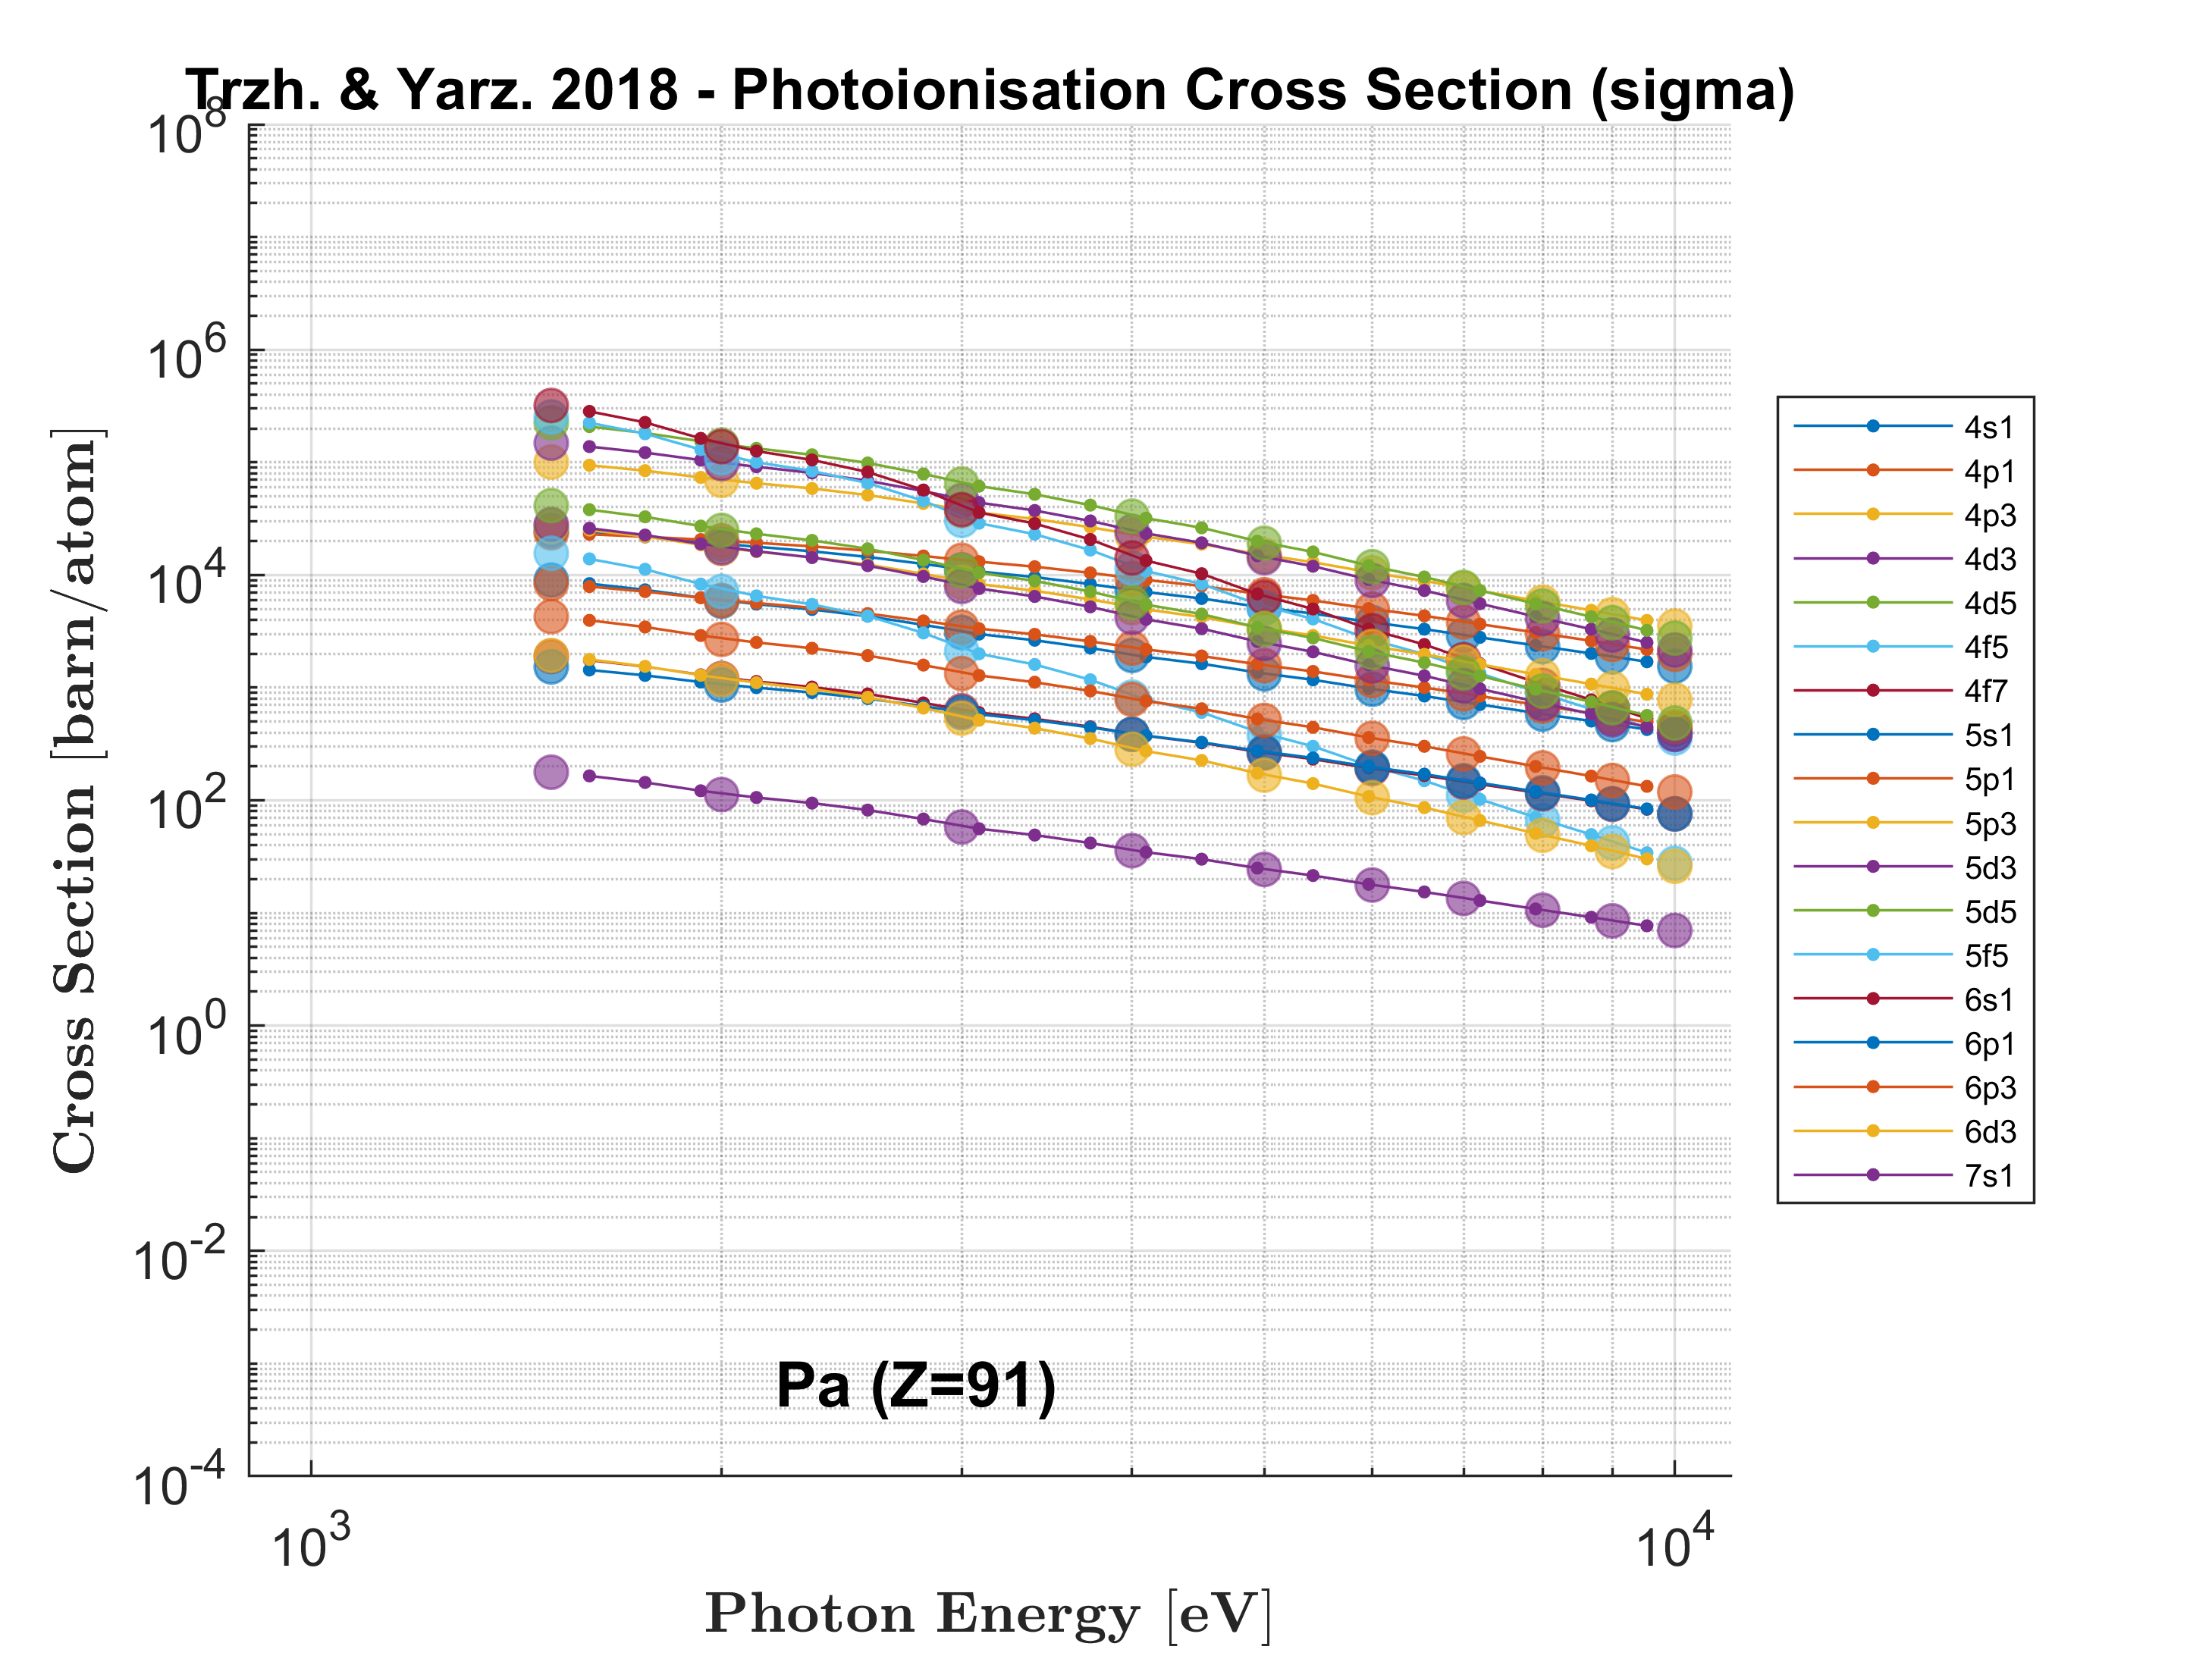 Trzh. & Yarz. 2018 - Photoionisation Cross Section (sigma)
10^8
10^6
10^4
10^2
10^0
10^-2
10^-4
Cross Section [barn/atom]
Pa (Z=91)
10^3
10^4
Photon Energy [eV]
4s1
4p1
4p3
4d3
4d5
4f5
4f7
5s1
5p1
5p3
5d3
5d5
5f5
6s1
6p1
6p3
6d3
7s1